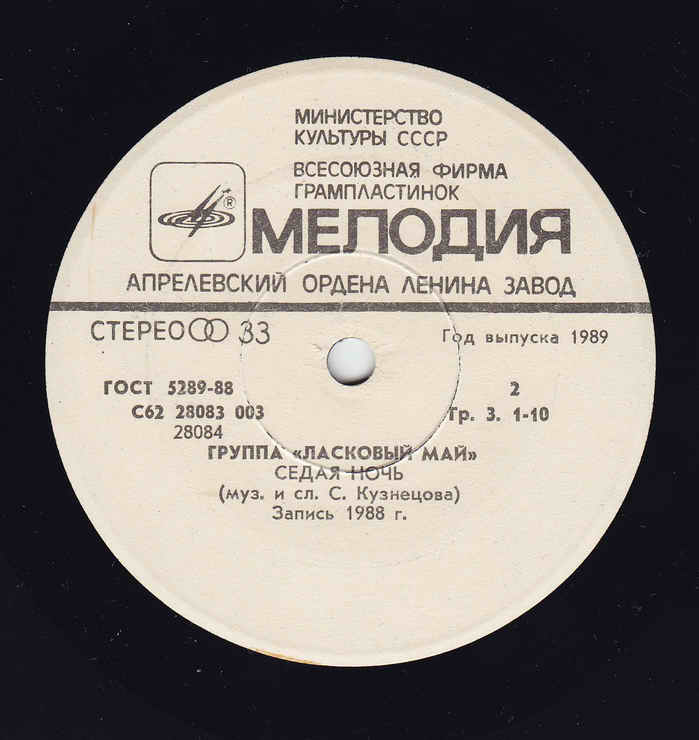 МИНИСТЕРСТВО
КУЛЬТУРЫ СССР
ВСЕСОЮЗНАЯ ФИРМА
ГРАМПЛАСТИНОК
®
МЕЛОДИЯ
АПРЕЛЕВСКИЙ ОРДЕНА ЛЕНИНА ЗАВОД
СТЕРЕО 33
Год выпуска 1989
ГОСТ 5289-88
2
С62 28083 003
Гр. 3. 1-10
28084
ГРУППА «ЛАСКОВЫЙ МАЙ»
СЕДАЯ НОЧЬ
(муз. и сл. С. Кузнецова)
Запись 1988 г.